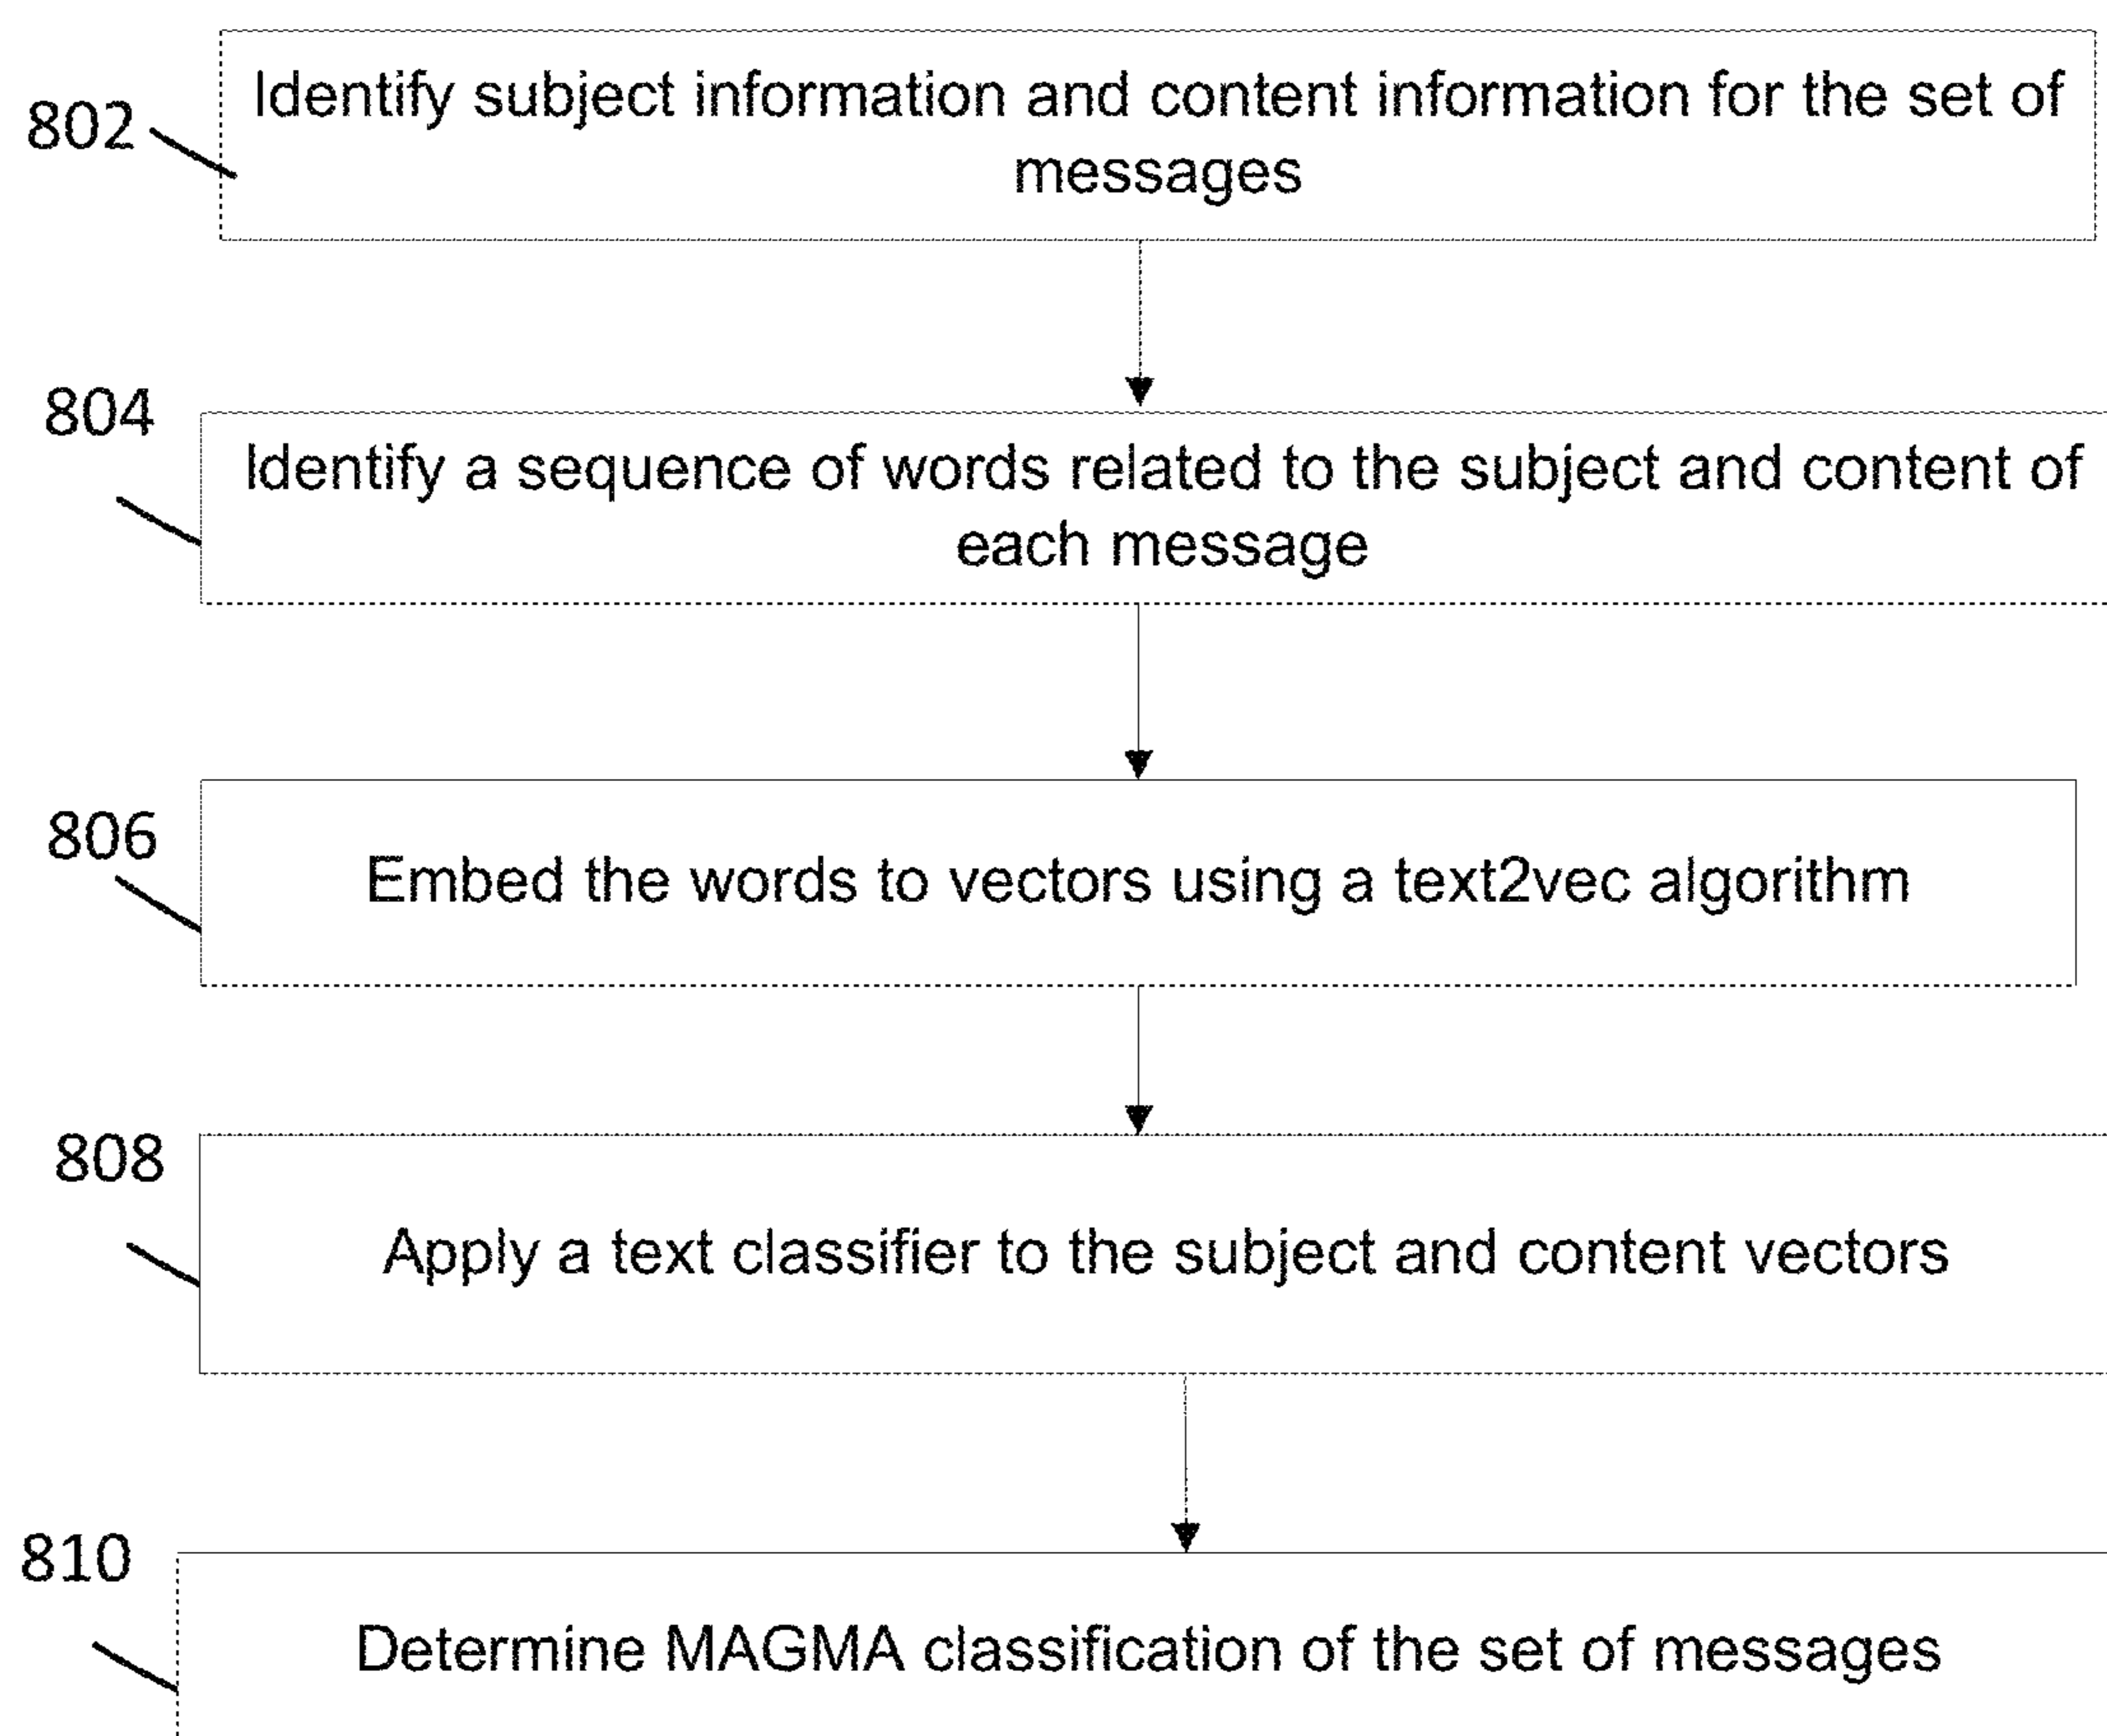 802
Identify subject information and content information for the set of
messages
804
Identify a sequence of words related to the subject and content of
each message
806
Embed the words to vectors using a text2vec algorithm
808
Apply a text classifier to the subject and content vectors
810
Determine MAGMA classification of the set of messages